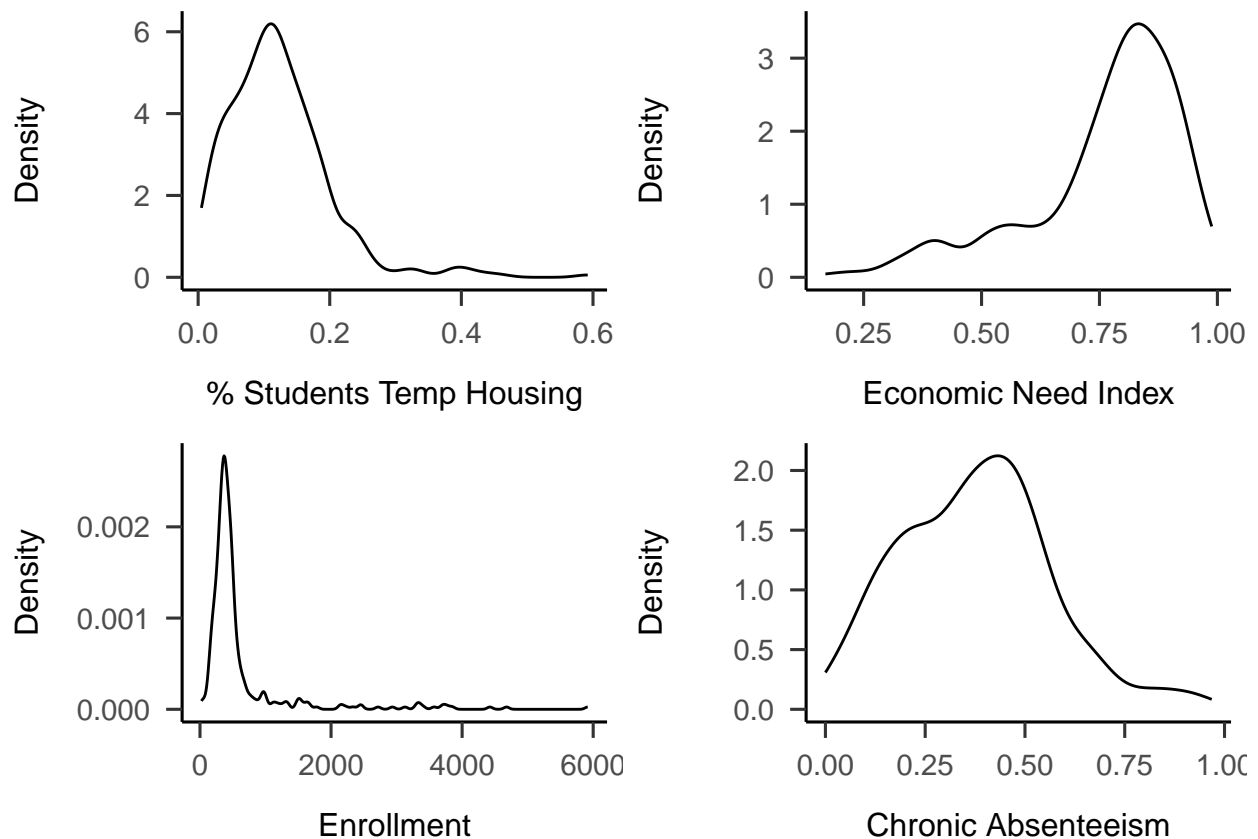 Density
6
4
2
0
0.0 0.2 0.4 0.6
% Students Temp Housing
Density
3
2
1
0
0.25 0.50 0.75 1.00
Economic Need Index
Density
0.002
0.001
0.000
0 2000 4000 6000
Enrollment
Density
2.0
1.5
1.0
0.5
0.0
0.00 0.25 0.50 0.75 1.00
Chronic Absenteeism